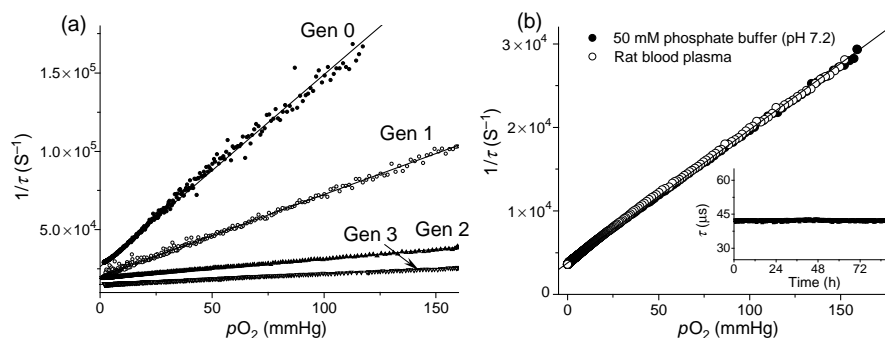 (a)
Gen 0
Gen 1
Gen 2
Gen 3
1.5×10⁵
1.0×10⁵
5.0×10⁴
1/τ (S⁻¹)
0 50 100 150
pO₂ (mmHg)
(b)
50 mM phosphate buffer (pH 7.2)
Rat blood plasma
3×10⁴
2×10⁴
1×10⁴
0
1/τ (S⁻¹)
0 50 100 150
pO₂ (mmHg)
60
45
30
τ (µs)
0 24 48 72
Time (h)